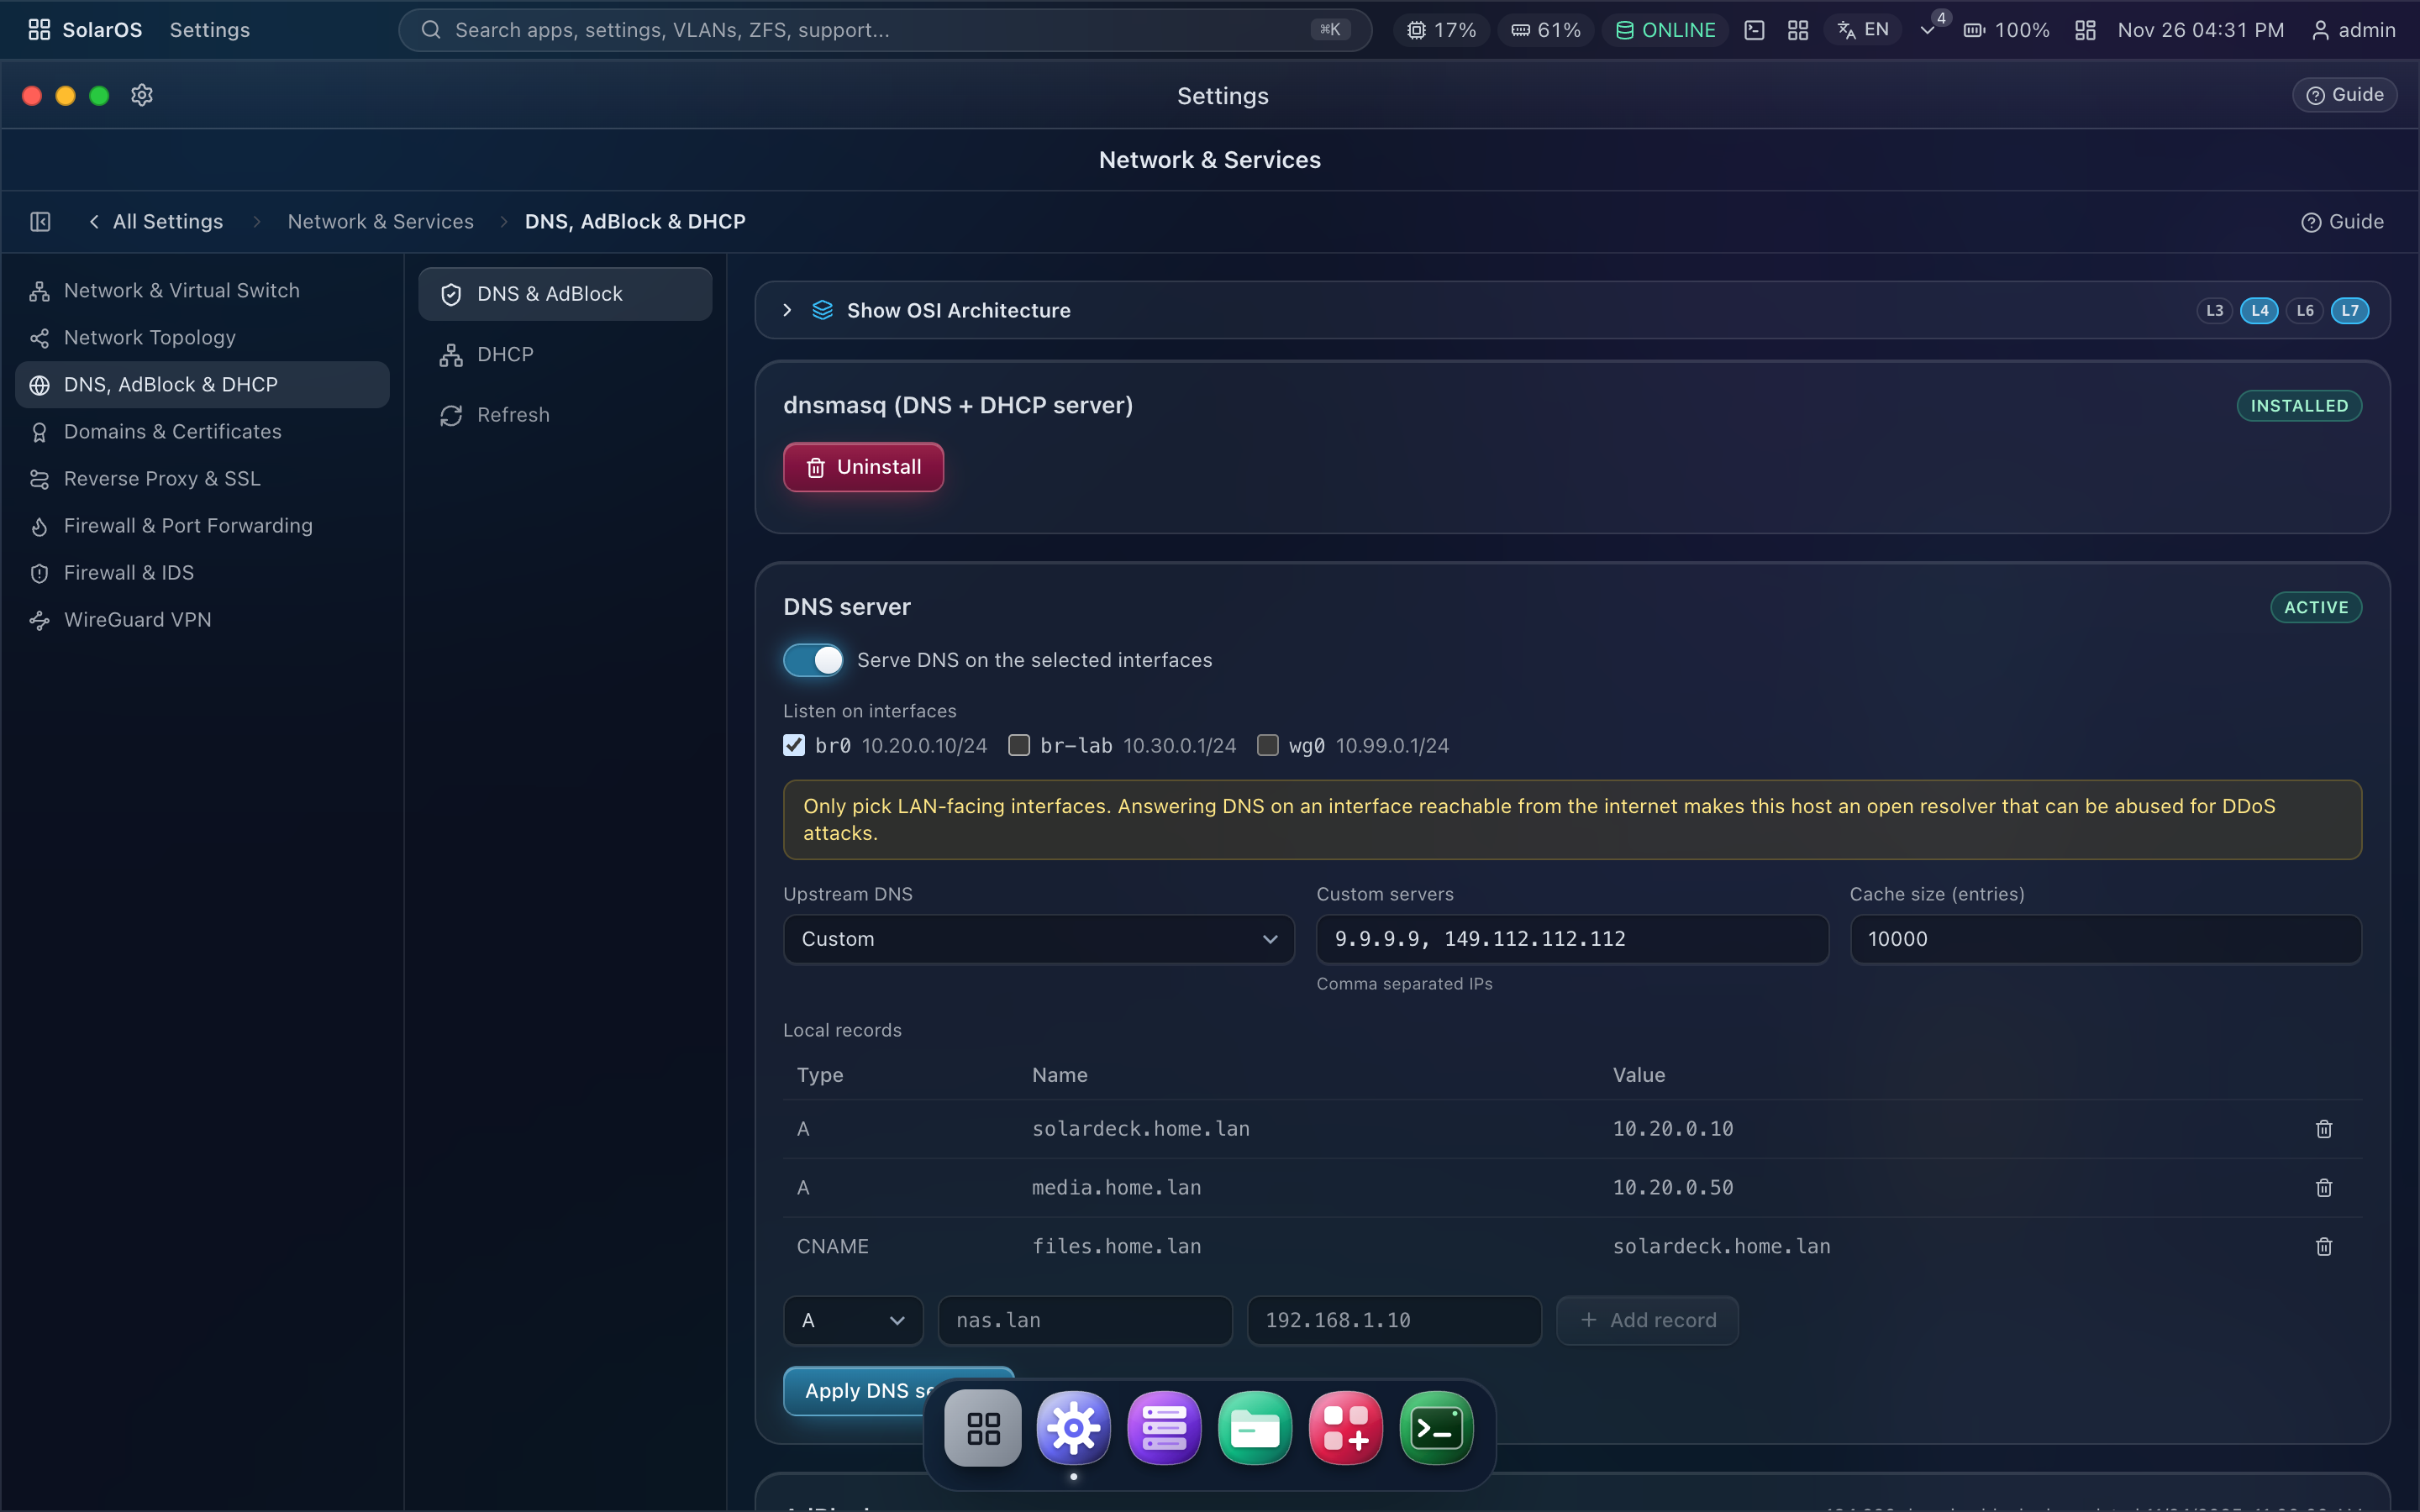 SolarOS Settings Search apps, settings, VLANs, ZFS, support... ⌘K 17% 61% ONLINE EN 4 100% Nov 26 04:31 PM admin
Settings Guide
Network & Services
All Settings Network & Services DNS, AdBlock & DHCP Guide
Network & Virtual Switch
Network Topology
DNS, AdBlock & DHCP
Domains & Certificates
Reverse Proxy & SSL
Firewall & Port Forwarding
Firewall & IDS
WireGuard VPN
DNS & AdBlock
DHCP
Refresh
Show OSI Architecture L3 L4 L6 L7
dnsmasq (DNS + DHCP server) INSTALLED
Uninstall
DNS server ACTIVE
Serve DNS on the selected interfaces
Listen on interfaces
br0 10.20.0.10/24 br-lab 10.30.0.1/24 wg0 10.99.0.1/24
Only pick LAN-facing interfaces. Answering DNS on an interface reachable from the internet makes this host an open resolver that can be abused for DDoS
attacks.
Upstream DNS Custom servers Cache size (entries)
Custom 9.9.9.9, 149.112.112.112 10000
Comma separated IPs
Local records
Type Name Value
A solardeck.home.lan 10.20.0.10
A media.home.lan 10.20.0.50
CNAME files.home.lan solardeck.home.lan
A nas.lan 192.168.1.10 Add record
Apply DNS